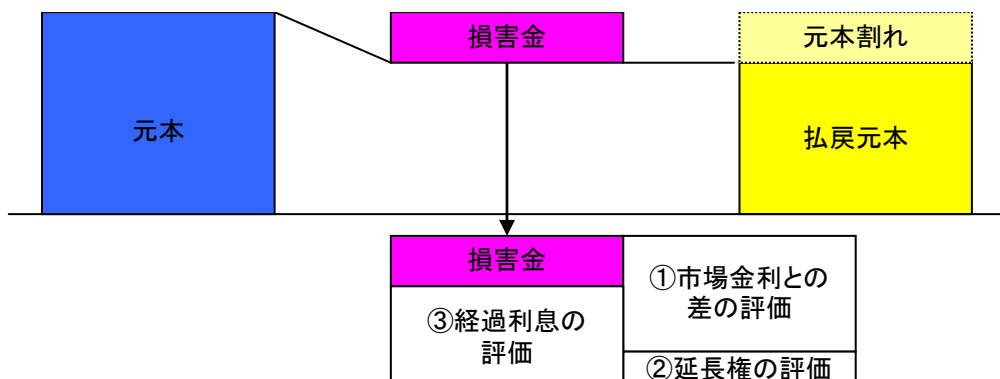 損害金
元本割れ
元本
払戻元本
損害金
①市場金利との
差の評価
③経過利息の
評価
②延長権の評価